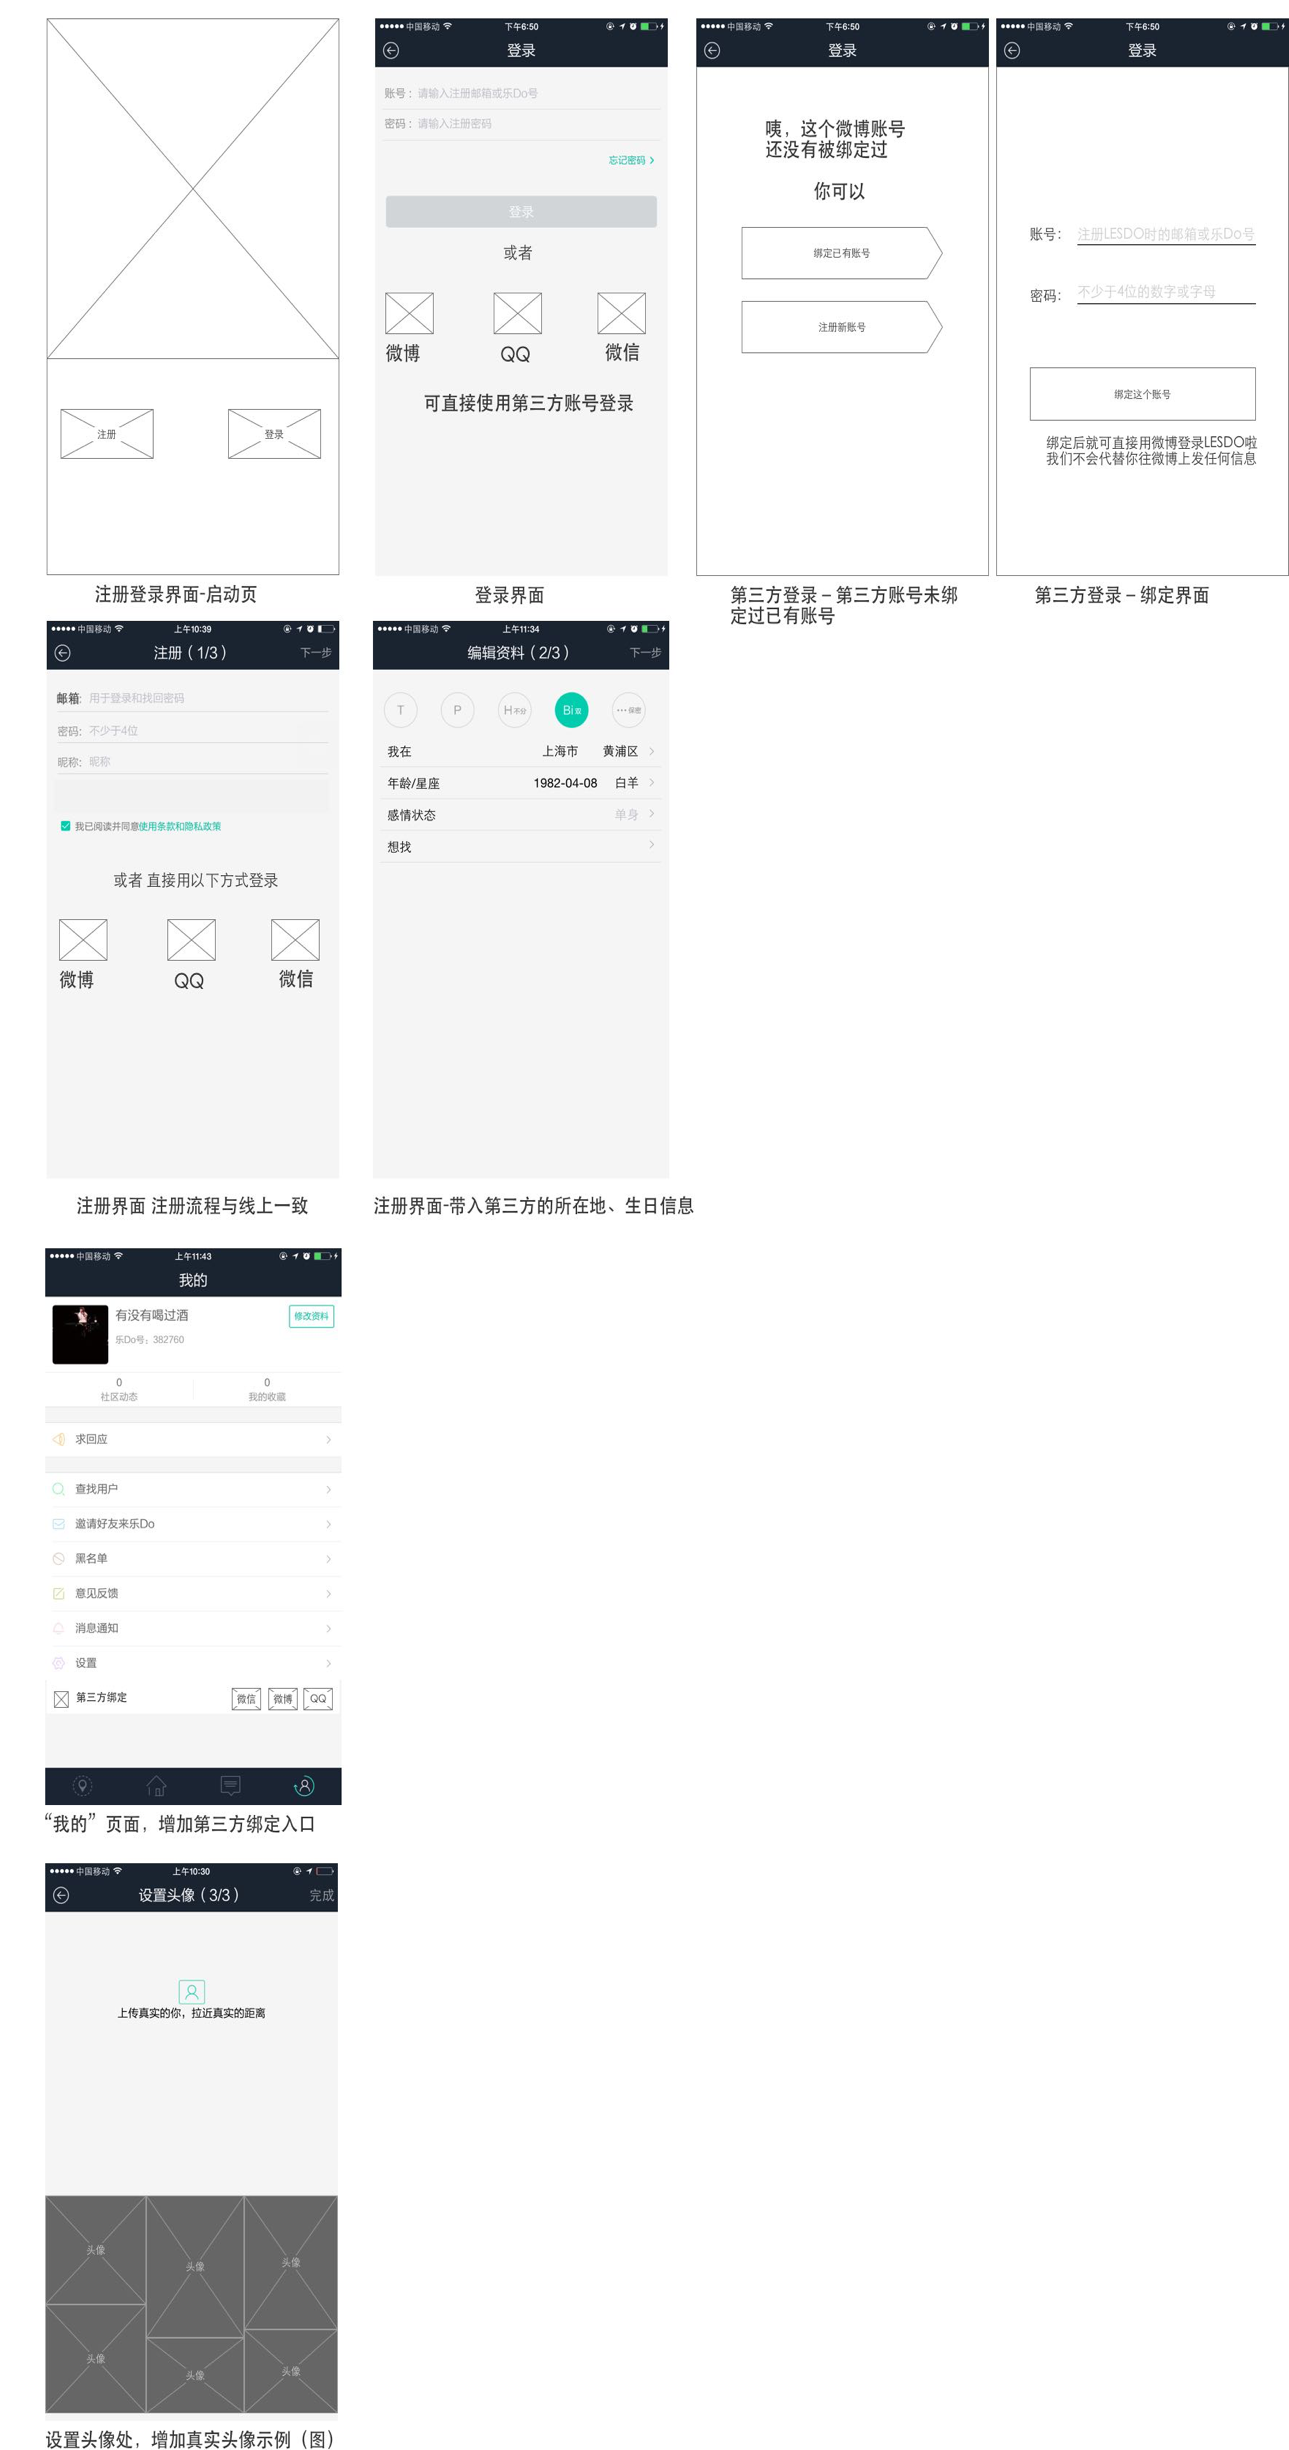 注册
登录
注册登录界面-启动页
中国移动 下午6:50
登录
账号： 请输入注册邮箱或乐Do号
密码： 请输入注册密码
忘记密码
登录
或者
微博 QQ 微信
可直接使用第三方账号登录
登录界面
中国移动 下午6:50
登录
咦，这个微博账号
还没有被绑定过
你可以
绑定已有账号
注册新账号
第三方登录 – 第三方账号未绑
定过已有账号
中国移动 下午6:50
登录
账号： 注册LESDO时的邮箱或乐Do号
密码： 不少于4位的数字或字母
绑定这个账号
绑定后就可直接用微博登录LESDO啦
我们不会代替你往微博上发任何信息
第三方登录 – 绑定界面
中国移动 上午10:39
注册（1/3） 下一步
邮箱: 用于登录和找回密码
密码: 不少于4位
昵称: 昵称
我已阅读并同意使用条款和隐私政策
或者 直接用以下方式登录
微博 QQ 微信
注册界面 注册流程与线上一致
中国移动 上午11:34
编辑资料（2/3） 下一步
T P H不分 Bi双 ···保密
我在 上海市 黄浦区
年龄/星座 1982-04-08 白羊
感情状态 单身
想找
注册界面-带入第三方的所在地、生日信息
中国移动 上午11:43
我的
有没有喝过酒 修改资料
乐Do号：382760
0 0
社区动态 我的收藏
求回应
查找用户
邀请好友来乐Do
黑名单
意见反馈
消息通知
设置
第三方绑定 微信 微博 QQ
“我的”页面，增加第三方绑定入口
中国移动 上午10:30
设置头像（3/3） 完成
上传真实的你，拉近真实的距离
头像 头像 头像
头像 头像 头像
设置头像处，增加真实头像示例（图）